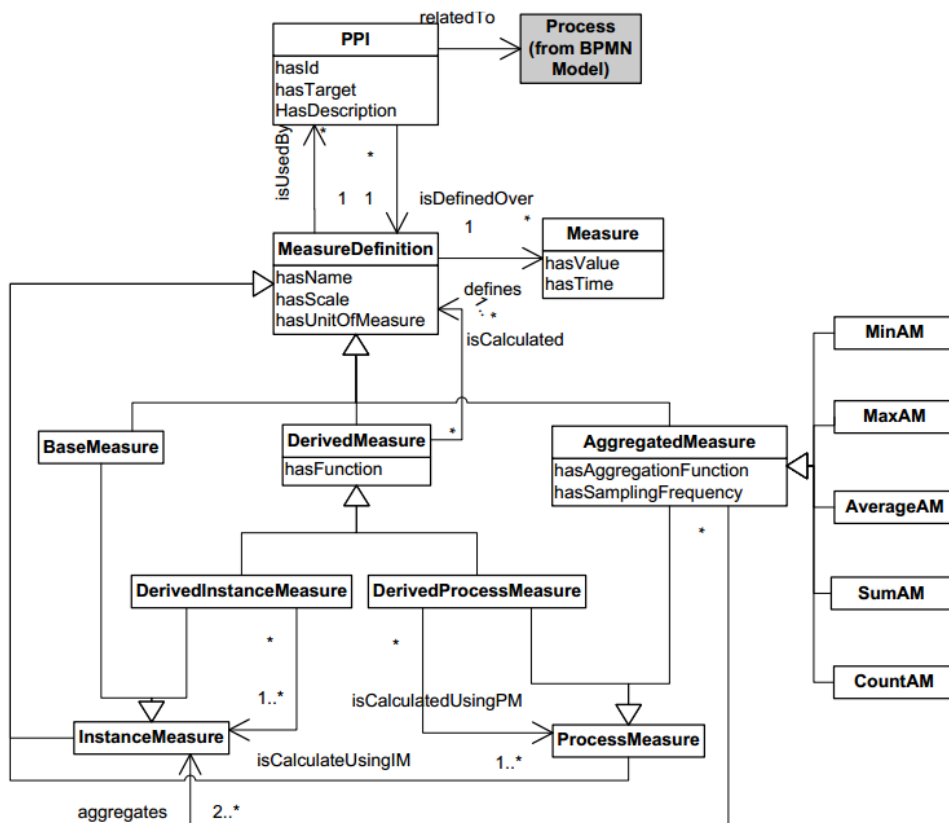 relatedTo
PPI
Process
(from BPMN
Model)
hasId
hasTarget
HasDescription
isUsedBy
*
*
1
1
isDefinedOver
1
*
MeasureDefinition
Measure
hasName
hasScale
hasUnitOfMeasure
hasValue
hasTime
defines
1..*
isCalculated
MinAM
MaxAM
BaseMeasure
DerivedMeasure
*
AggregatedMeasure
hasFunction
hasAggregationFunction
hasSamplingFrequency
AverageAM
*
DerivedInstanceMeasure
DerivedProcessMeasure
SumAM
*
*
CountAM
1..*
isCalculatedUsingPM
InstanceMeasure
ProcessMeasure
isCalculateUsingIM
1..*
aggregates
2..*